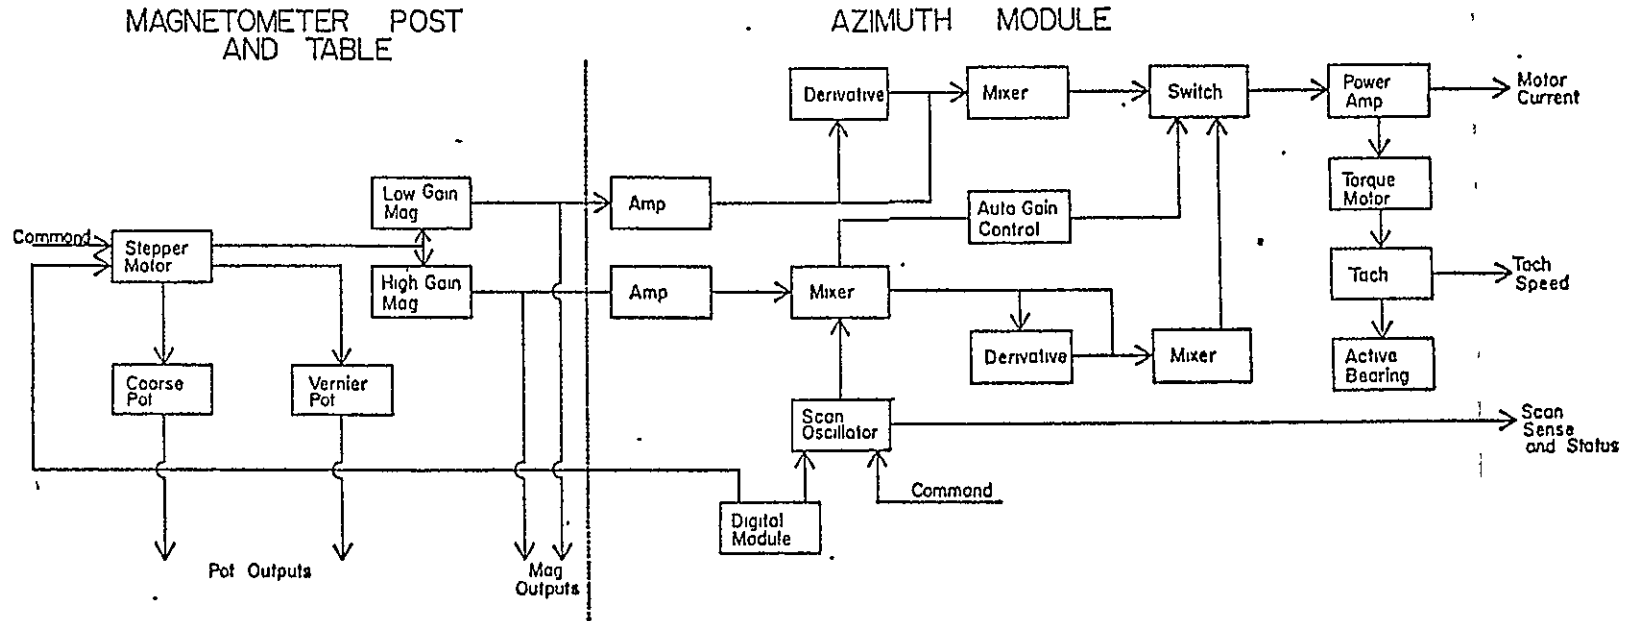 MAGNETOMETER POST
AND TABLE
AZIMUTH MODULE
Derivative
Mixer
Switch
Power
Amp
Motor
Current
Low Gain
Mag
Amp
Auto Gain
Control
Torque
Motor
Command
Stepper
Motor
High Gain
Mag
Amp
Mixer
Tach
Tach
Speed
Derivative
Mixer
Active
Bearing
Coarse
Pot
Vernier
Pot
Scan
Oscillator
Scan
Sense
and Status
Command
Digital
Module
Pot Outputs
Mag
Outputs